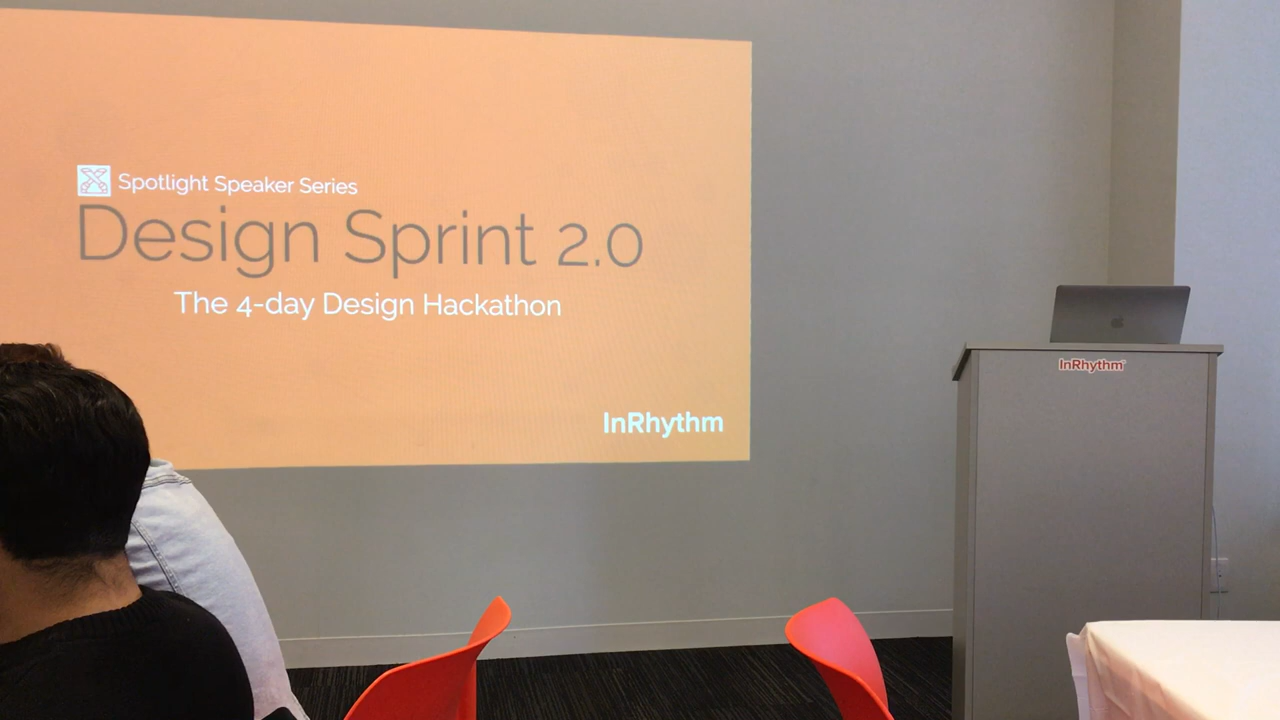 Spotlight Speaker Series
Design Sprint 2.0
The 4-day Design Hackathon
InRhythm
InRhythm